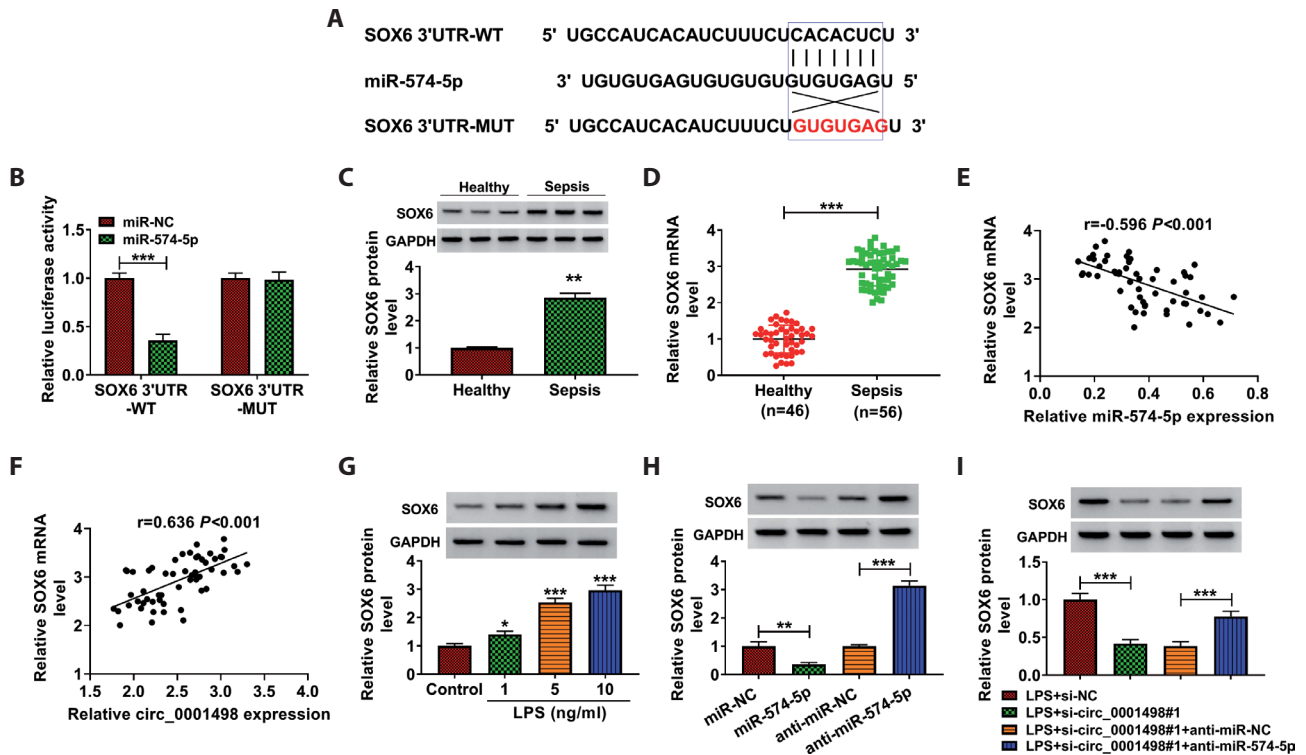 A
SOX6 3'UTR-WT 5' UGCCAUCACAUCUUUCUCACACUCU 3'
miR-574-5p 3' UGUGUGAGUGUGUGUGUGUGAGU 5'
SOX6 3'UTR-MUT 5' UGCCAUCACAUCUUUCUGUGUGAGU 3'
B
Relative luciferase activity
miR-NC
miR-574-5p
***
1.5
1.0
0.5
0.0
SOX6 3'UTR
-WT
SOX6 3'UTR
-MUT
C
Healthy Sepsis
SOX6
GAPDH
Relative SOX6 protein
level
4
3
2
1
0
**
Healthy Sepsis
D
Relative SOX6 mRNA
level
***
4
3
2
1
0
Healthy
(n=46)
Sepsis
(n=56)
E
r=-0.596 P<0.001
Relative SOX6 mRNA
level
4
3
2
1
0.0 0.2 0.4 0.6 0.8
Relative miR-574-5p expression
F
r=0.636 P<0.001
Relative SOX6 mRNA
level
4
3
2
1
1.5 2.0 2.5 3.0 3.5 4.0
Relative circ_0001498 expression
G
SOX6
GAPDH
Relative SOX6 protein
level
4
3
2
1
0
* *** ***
Control 1 5 10
LPS (ng/ml)
H
SOX6
GAPDH
Relative SOX6 protein
level
4
3
2
1
0
** ***
miR-NC
miR-574-5p
anti-miR-NC
anti-miR-574-5p
I
SOX6
GAPDH
Relative SOX6 protein
level
1.5
1.0
0.5
0.0
*** ***
LPS+si-NC
LPS+si-circ_0001498#1
LPS+si-circ_0001498#1+anti-miR-NC
LPS+si-circ_0001498#1+anti-miR-574-5p